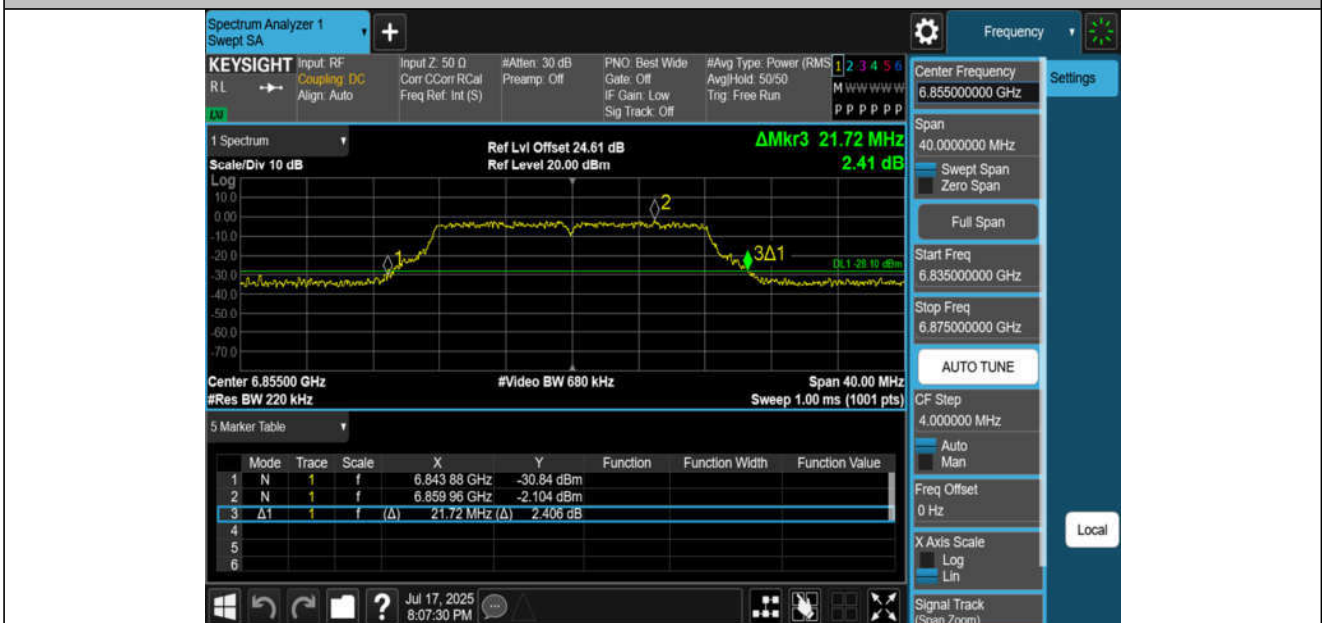 Spectrum Analyzer 1
Swept SA
+
Frequency
KEYSIGHT
RL
LU
Input: RF
Coupling: DC
Align: Auto
Input Z: 50 Ω
Corr CCorr RCal
Freq Ref: Int (S)
#Atten: 30 dB
Preamp: Off
PNO: Best Wide
Gate: Off
IF Gain: Low
Sig Track: Off
#Avg Type: Power (RMS
Avg|Hold: 50/50
Trig: Free Run
1 2 3 4 5 6
M W W W W W
P P P P P P
1 Spectrum
Scale/Div 10 dB
Ref Lvl Offset 24.61 dB
Ref Level 20.00 dBm
ΔMkr3 21.72 MHz
2.41 dB
Log
10.0
0.00
-10.0
-20.0
-30.0
-40.0
-50.0
-60.0
-70.0
1
2
3Δ1
DL1 -28.10 dBm
Center 6.85500 GHz
#Res BW 220 kHz
#Video BW 680 kHz
Span 40.00 MHz
Sweep 1.00 ms (1001 pts)
5 Marker Table
Mode Trace Scale X Y Function Function Width Function Value
1 N 1 f 6.843 88 GHz -30.84 dBm
2 N 1 f 6.859 96 GHz -2.104 dBm
3 Δ1 1 f (Δ) 21.72 MHz (Δ) 2.406 dB
4
5
6
?
Jul 17, 2025
8:07:30 PM
Center Frequency
6.855000000 GHz
Settings
Span
40.0000000 MHz
Swept Span
Zero Span
Full Span
Start Freq
6.835000000 GHz
Stop Freq
6.875000000 GHz
AUTO TUNE
CF Step
4.000000 MHz
Auto
Man
Freq Offset
0 Hz
X Axis Scale
Log
Lin
Local
Signal Track
(Span Zoom)